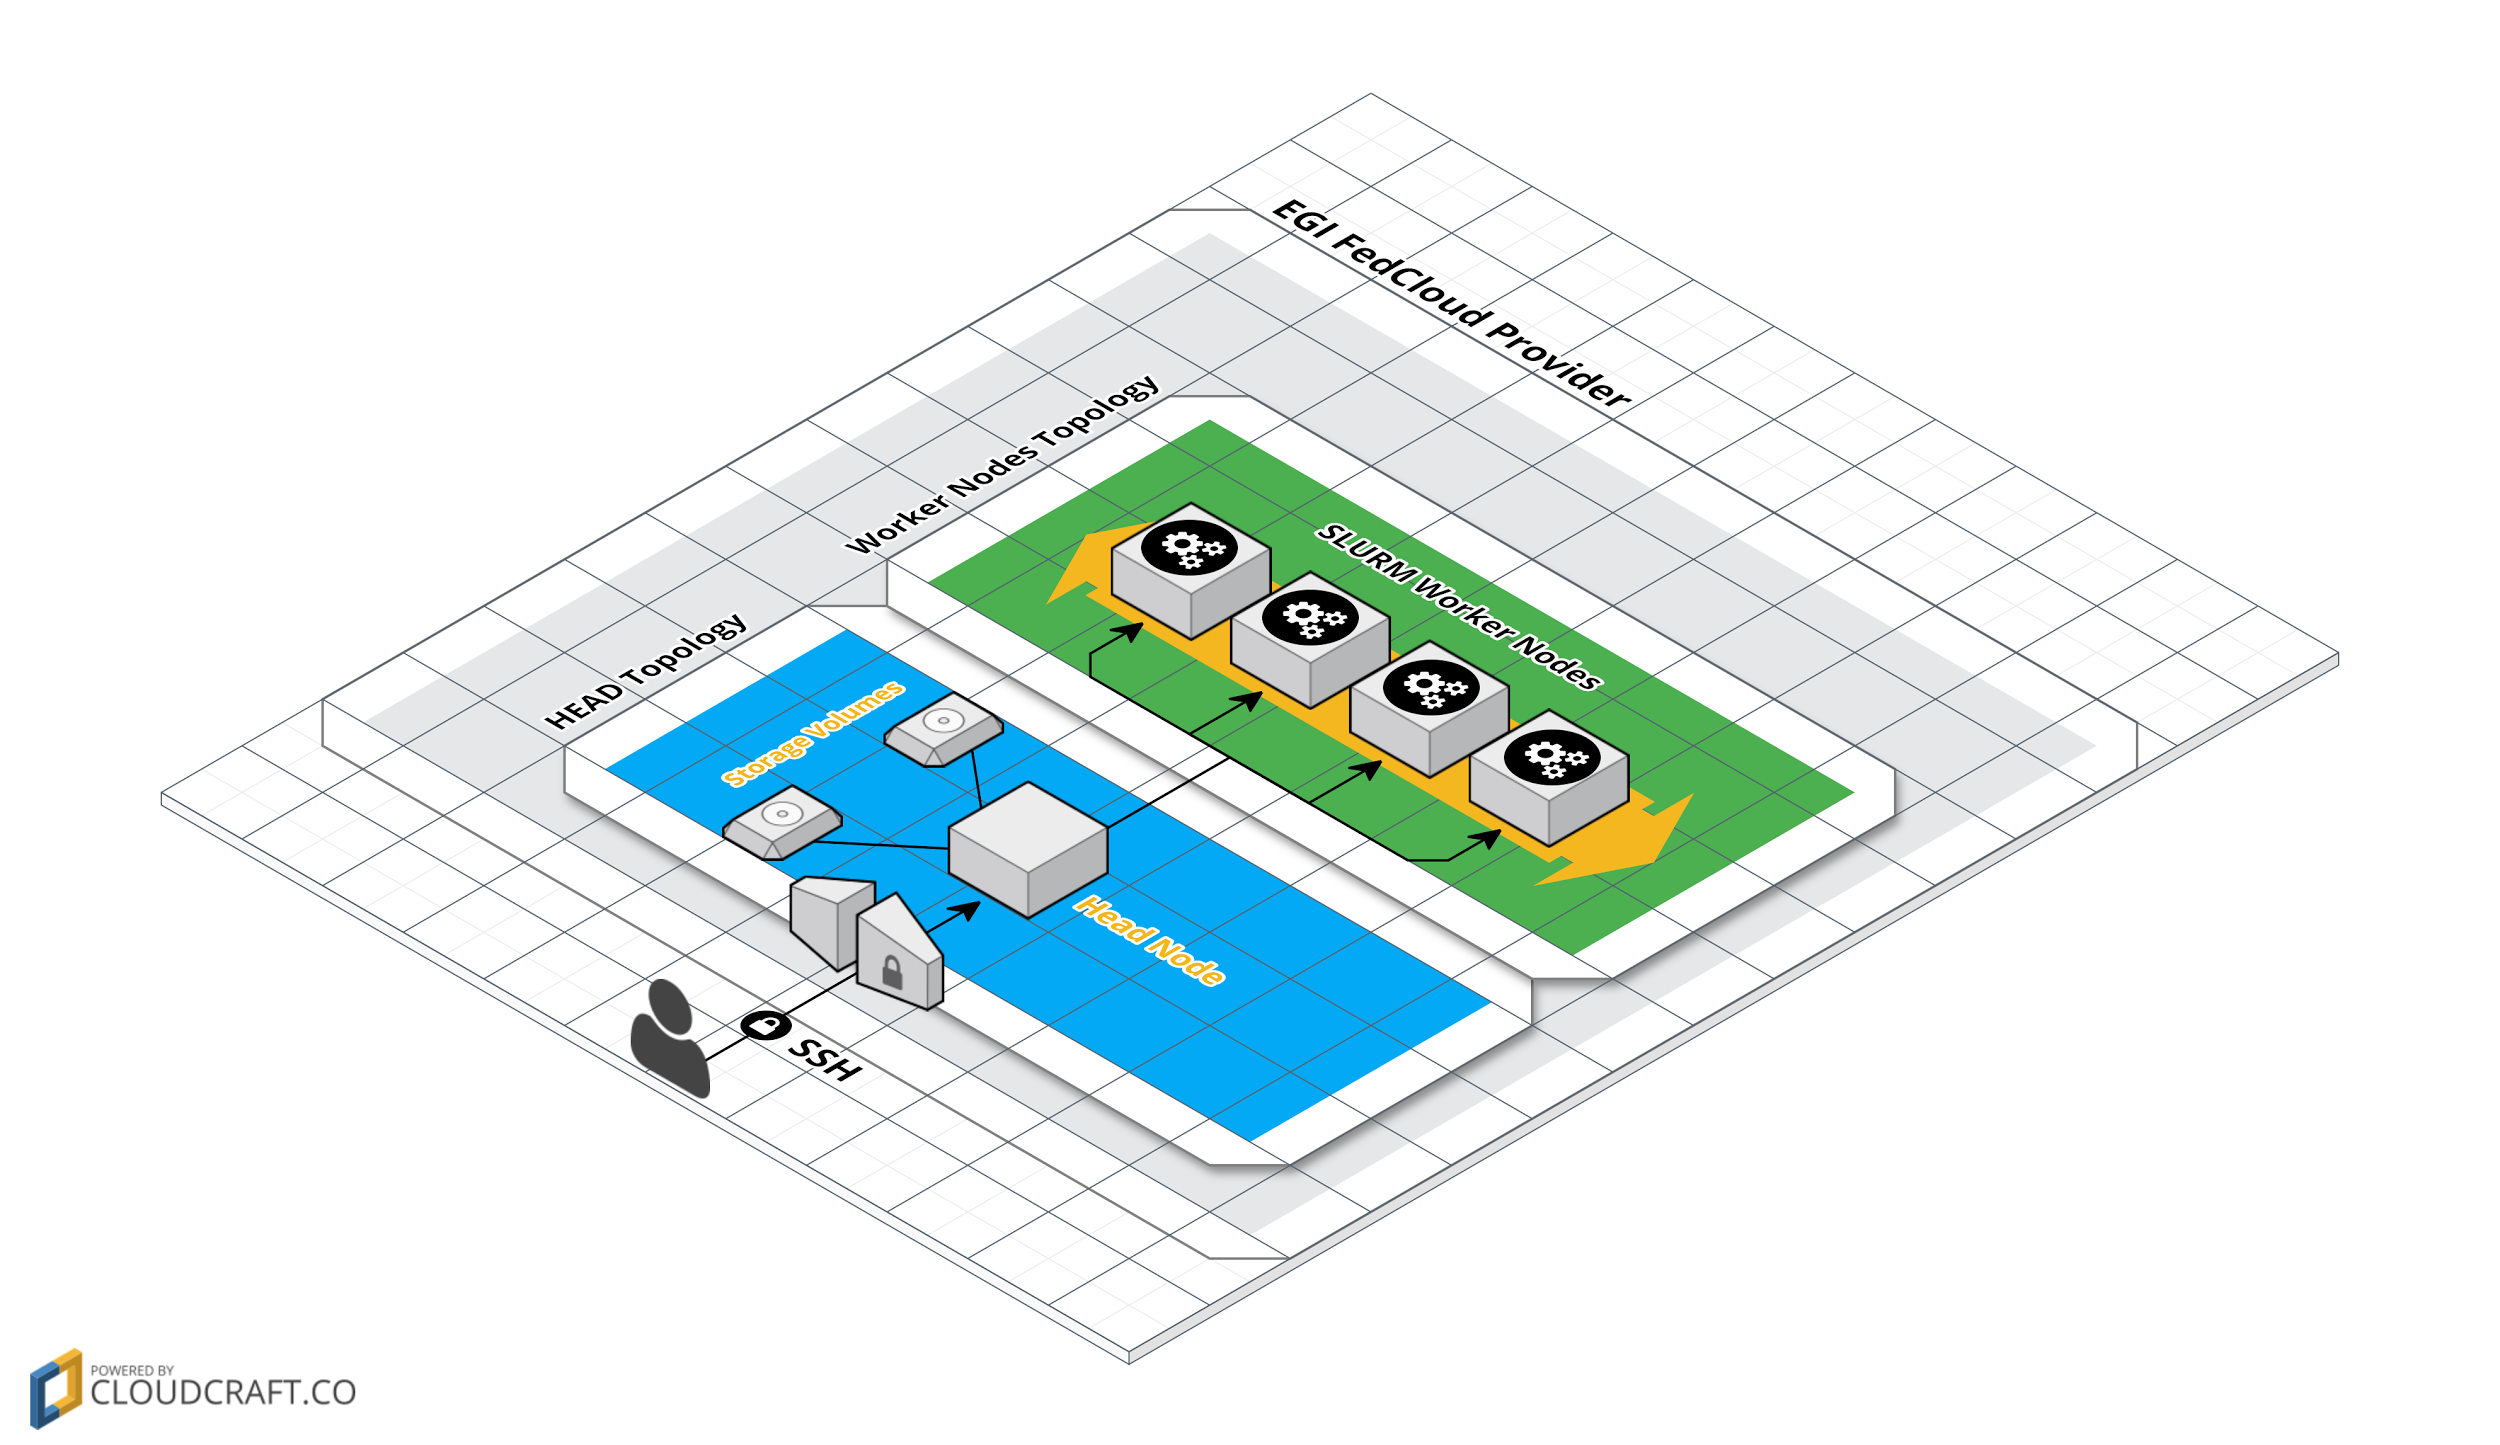 EGI FedCloud Provider
Worker Nodes Topology
SLURM Worker Nodes
HEAD Topology
Storage Volumes
Head Node
SSH
POWERED BY
CLOUDCRAFT.CO